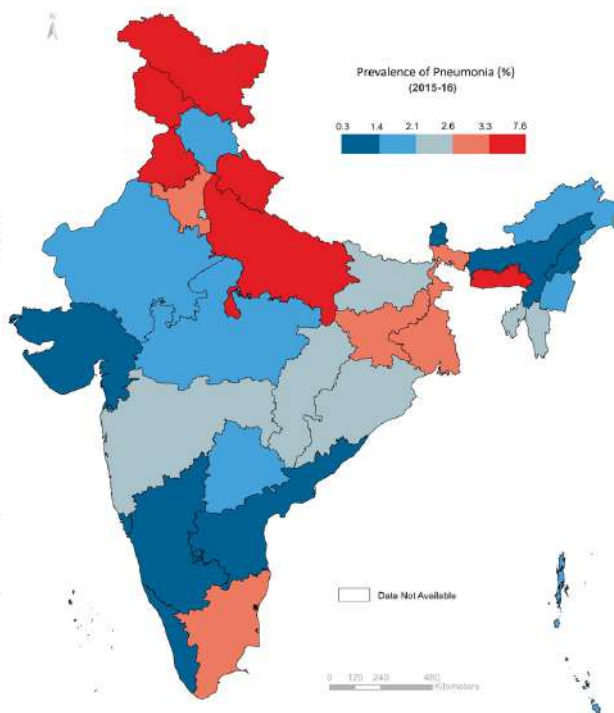 N
Prevalence of Pneumonia (%)
(2015-16)
0.3 1.4 2.1 2.6 3.3 7.6
Data Not Available
0 120 240 480
Kilometers